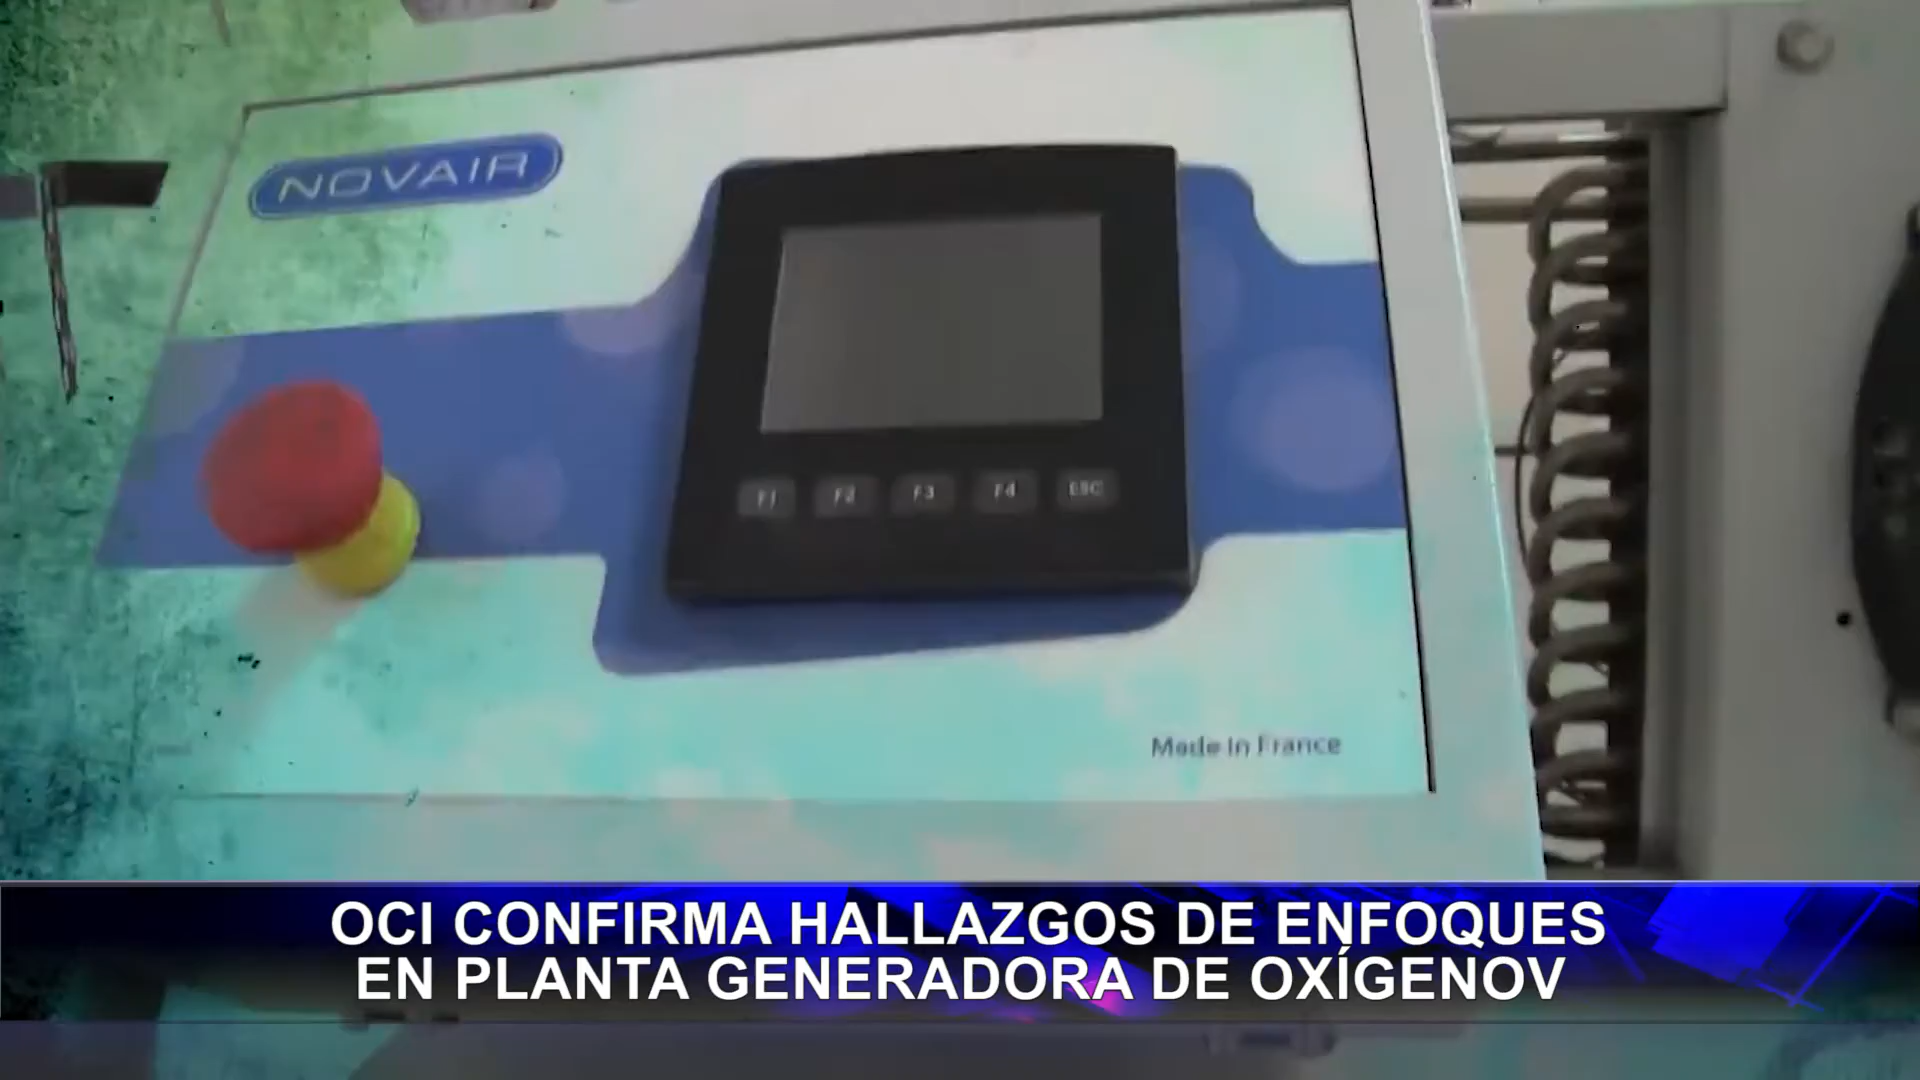 NOVAIR
F1 F2 F3 F4 ESC
Made in France
OCI CONFIRMA HALLAZGOS DE ENFOQUES
EN PLANTA GENERADORA DE OXÍGENOV